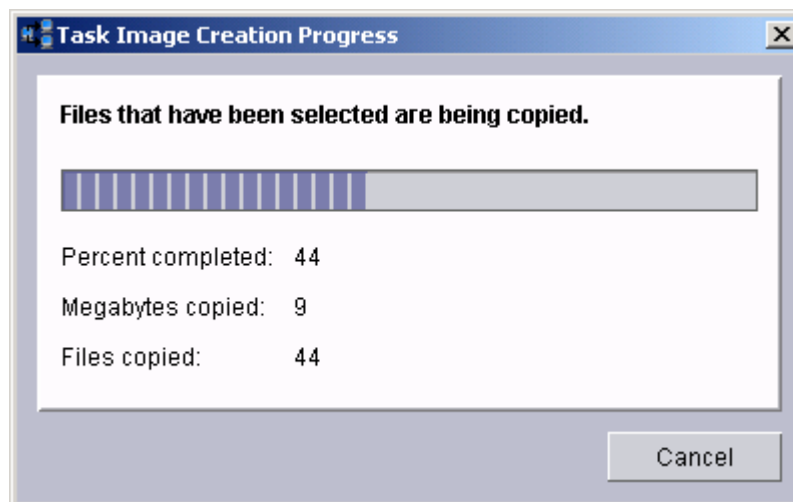 Task Image Creation Progress
Files that have been selected are being copied.
Percent completed: 44
Megabytes copied: 9
Files copied: 44
Cancel